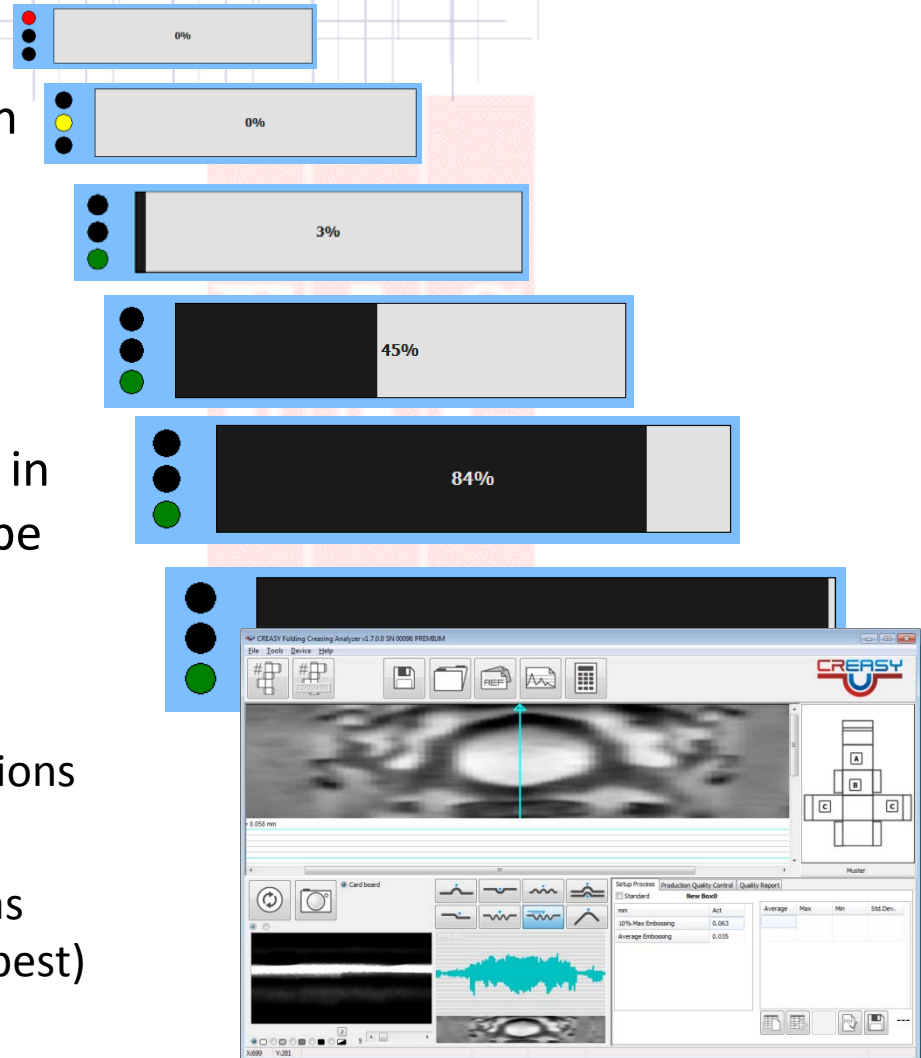 0%
n
0%
3%
45%
84%
in
be
ions
ns
best)
CREASY Folding Creasing Analyzer v1.7.0.0 SN 00096 PREMIUM
File Tools Device Help
REF
CREASY
A
B
C C
0.058 mm
Muster
Card board
Setup Process Production Quality Control Quality Report
Standard New Box0
mm Act
10% Max Embossing 0.063
Average Embossing 0.035
Average Max Min Std.Dev.
PDF
S
---
X:699 Y:281